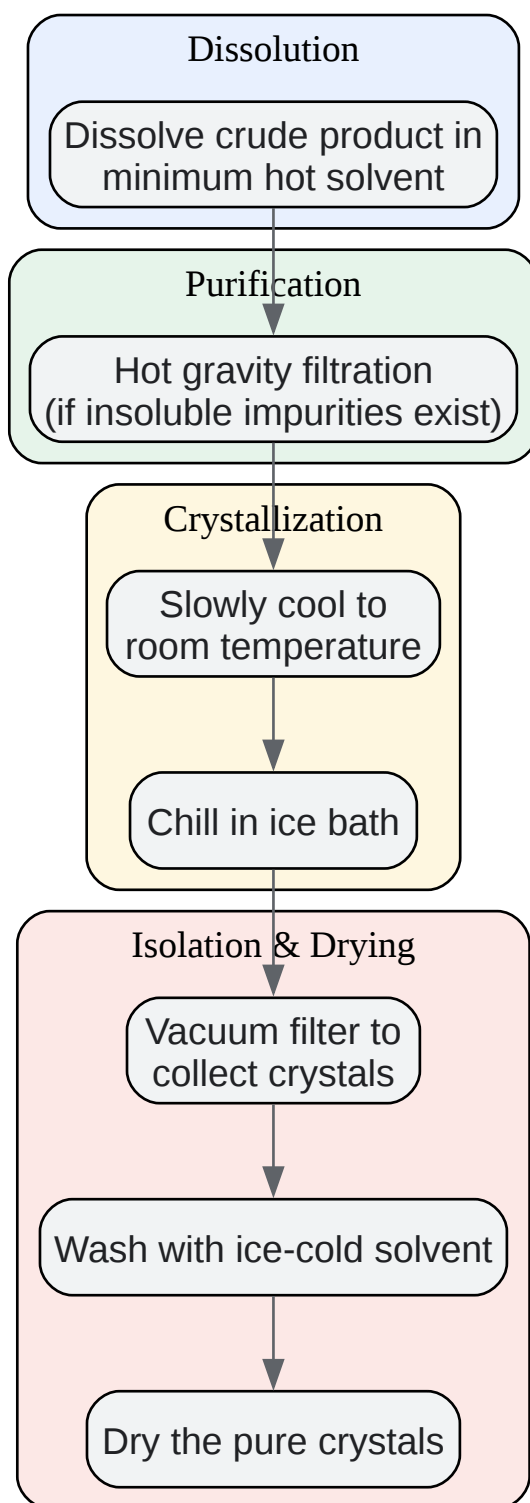 Dissolution
Dissolve crude product in
minimum hot solvent
Purification
Hot gravity filtration
(if insoluble impurities exist)
Crystallization
Slowly cool to
room temperature
Chill in ice bath
Isolation & Drying
Vacuum filter to
collect crystals
Wash with ice-cold solvent
Dry the pure crystals